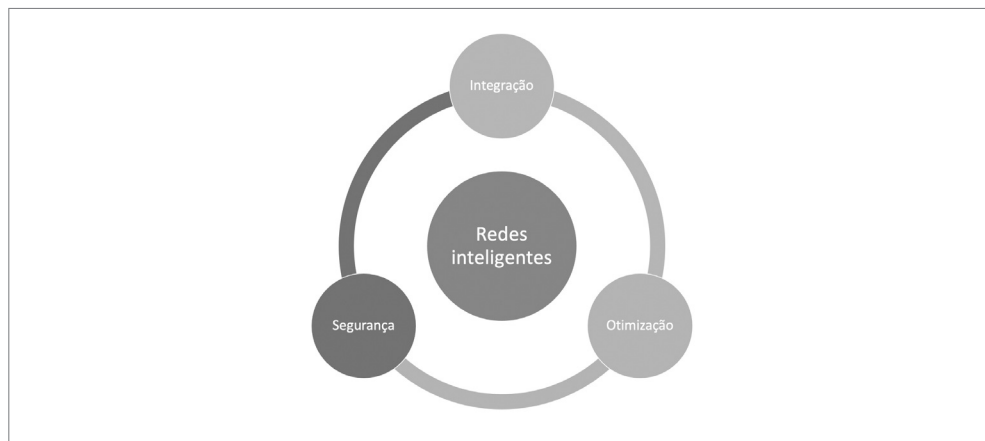 Integração
Redes
inteligentes
Segurança
Otimização